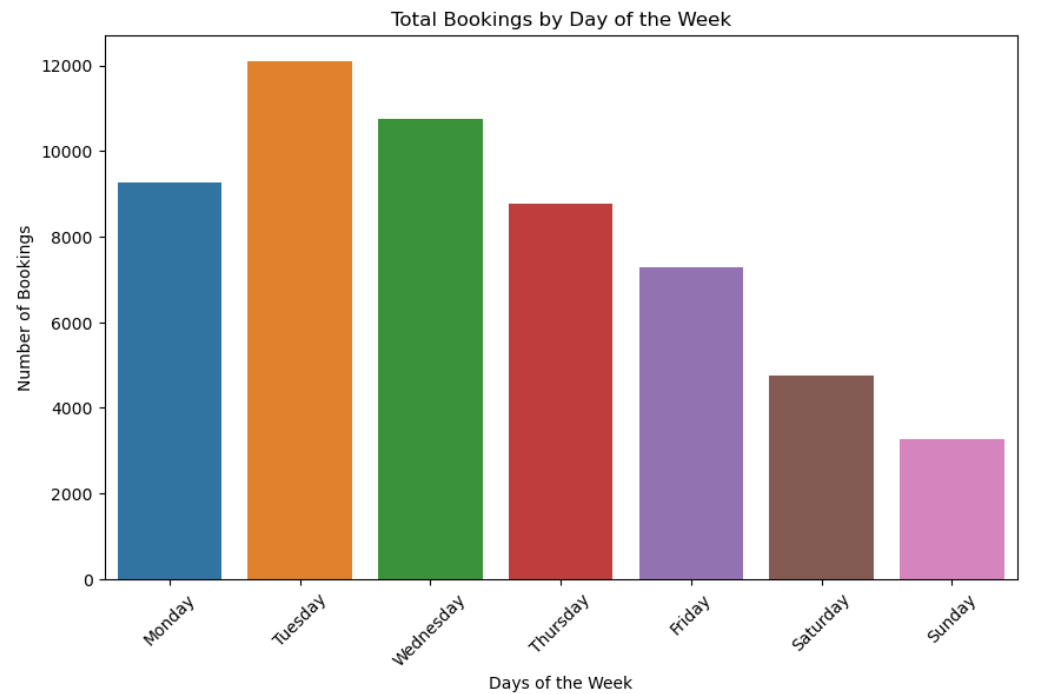 Total Bookings by Day of the Week
12000
10000
8000
6000
4000
2000
0
Number of Bookings
Monday
Tuesday
Wednesday
Thursday
Friday
Saturday
Sunday
Days of the Week